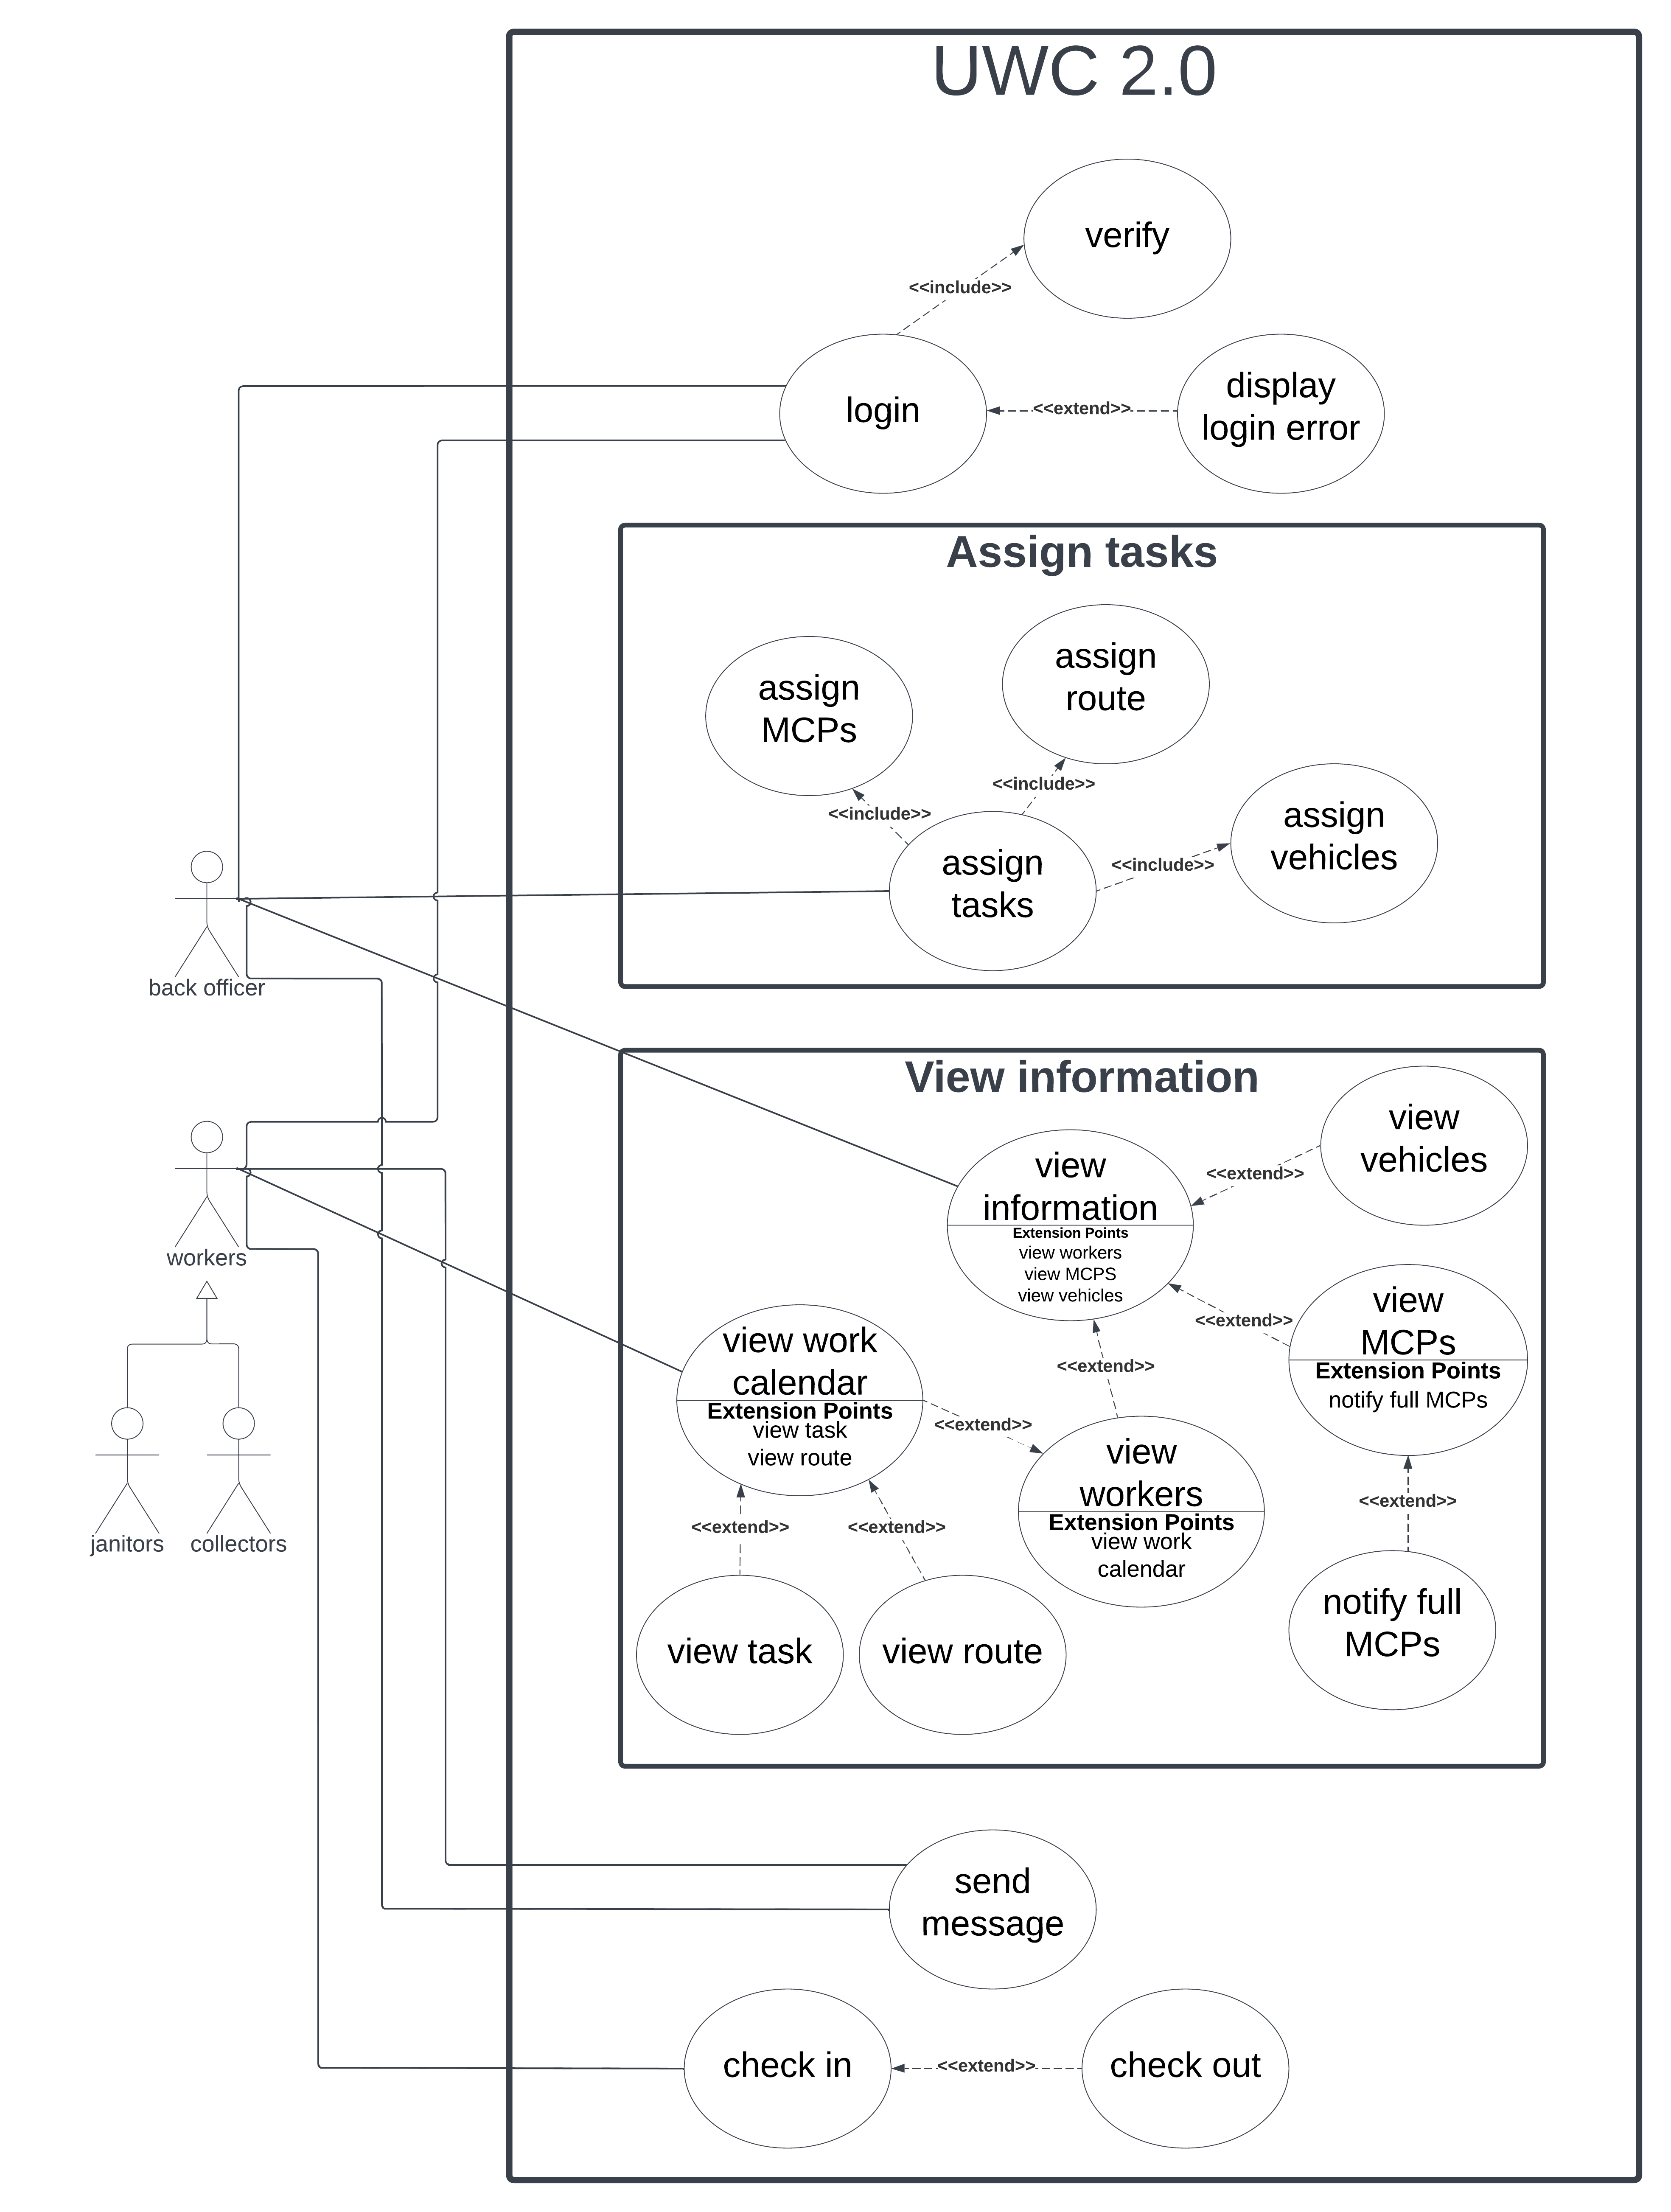 UWC 2.0
verify
<<include>>
login
<<extend>>
display
login error
Assign tasks
assign
MCPs
assign
route
<<include>>
<<include>>
assign
vehicles
<<include>>
assign
tasks
back officer
View information
view
vehicles
<<extend>>
view
information
Extension Points
view workers
view MCPS
view vehicles
workers
view
MCPs
Extension Points
notify full MCPs
<<extend>>
<<extend>>
view work
calendar
Extension Points
view task
view route
<<extend>>
view
workers
Extension Points
view work
calendar
<<extend>>
<<extend>>
<<extend>>
janitors
collectors
view task
view route
notify full
MCPs
send
message
check in
<<extend>>
check out